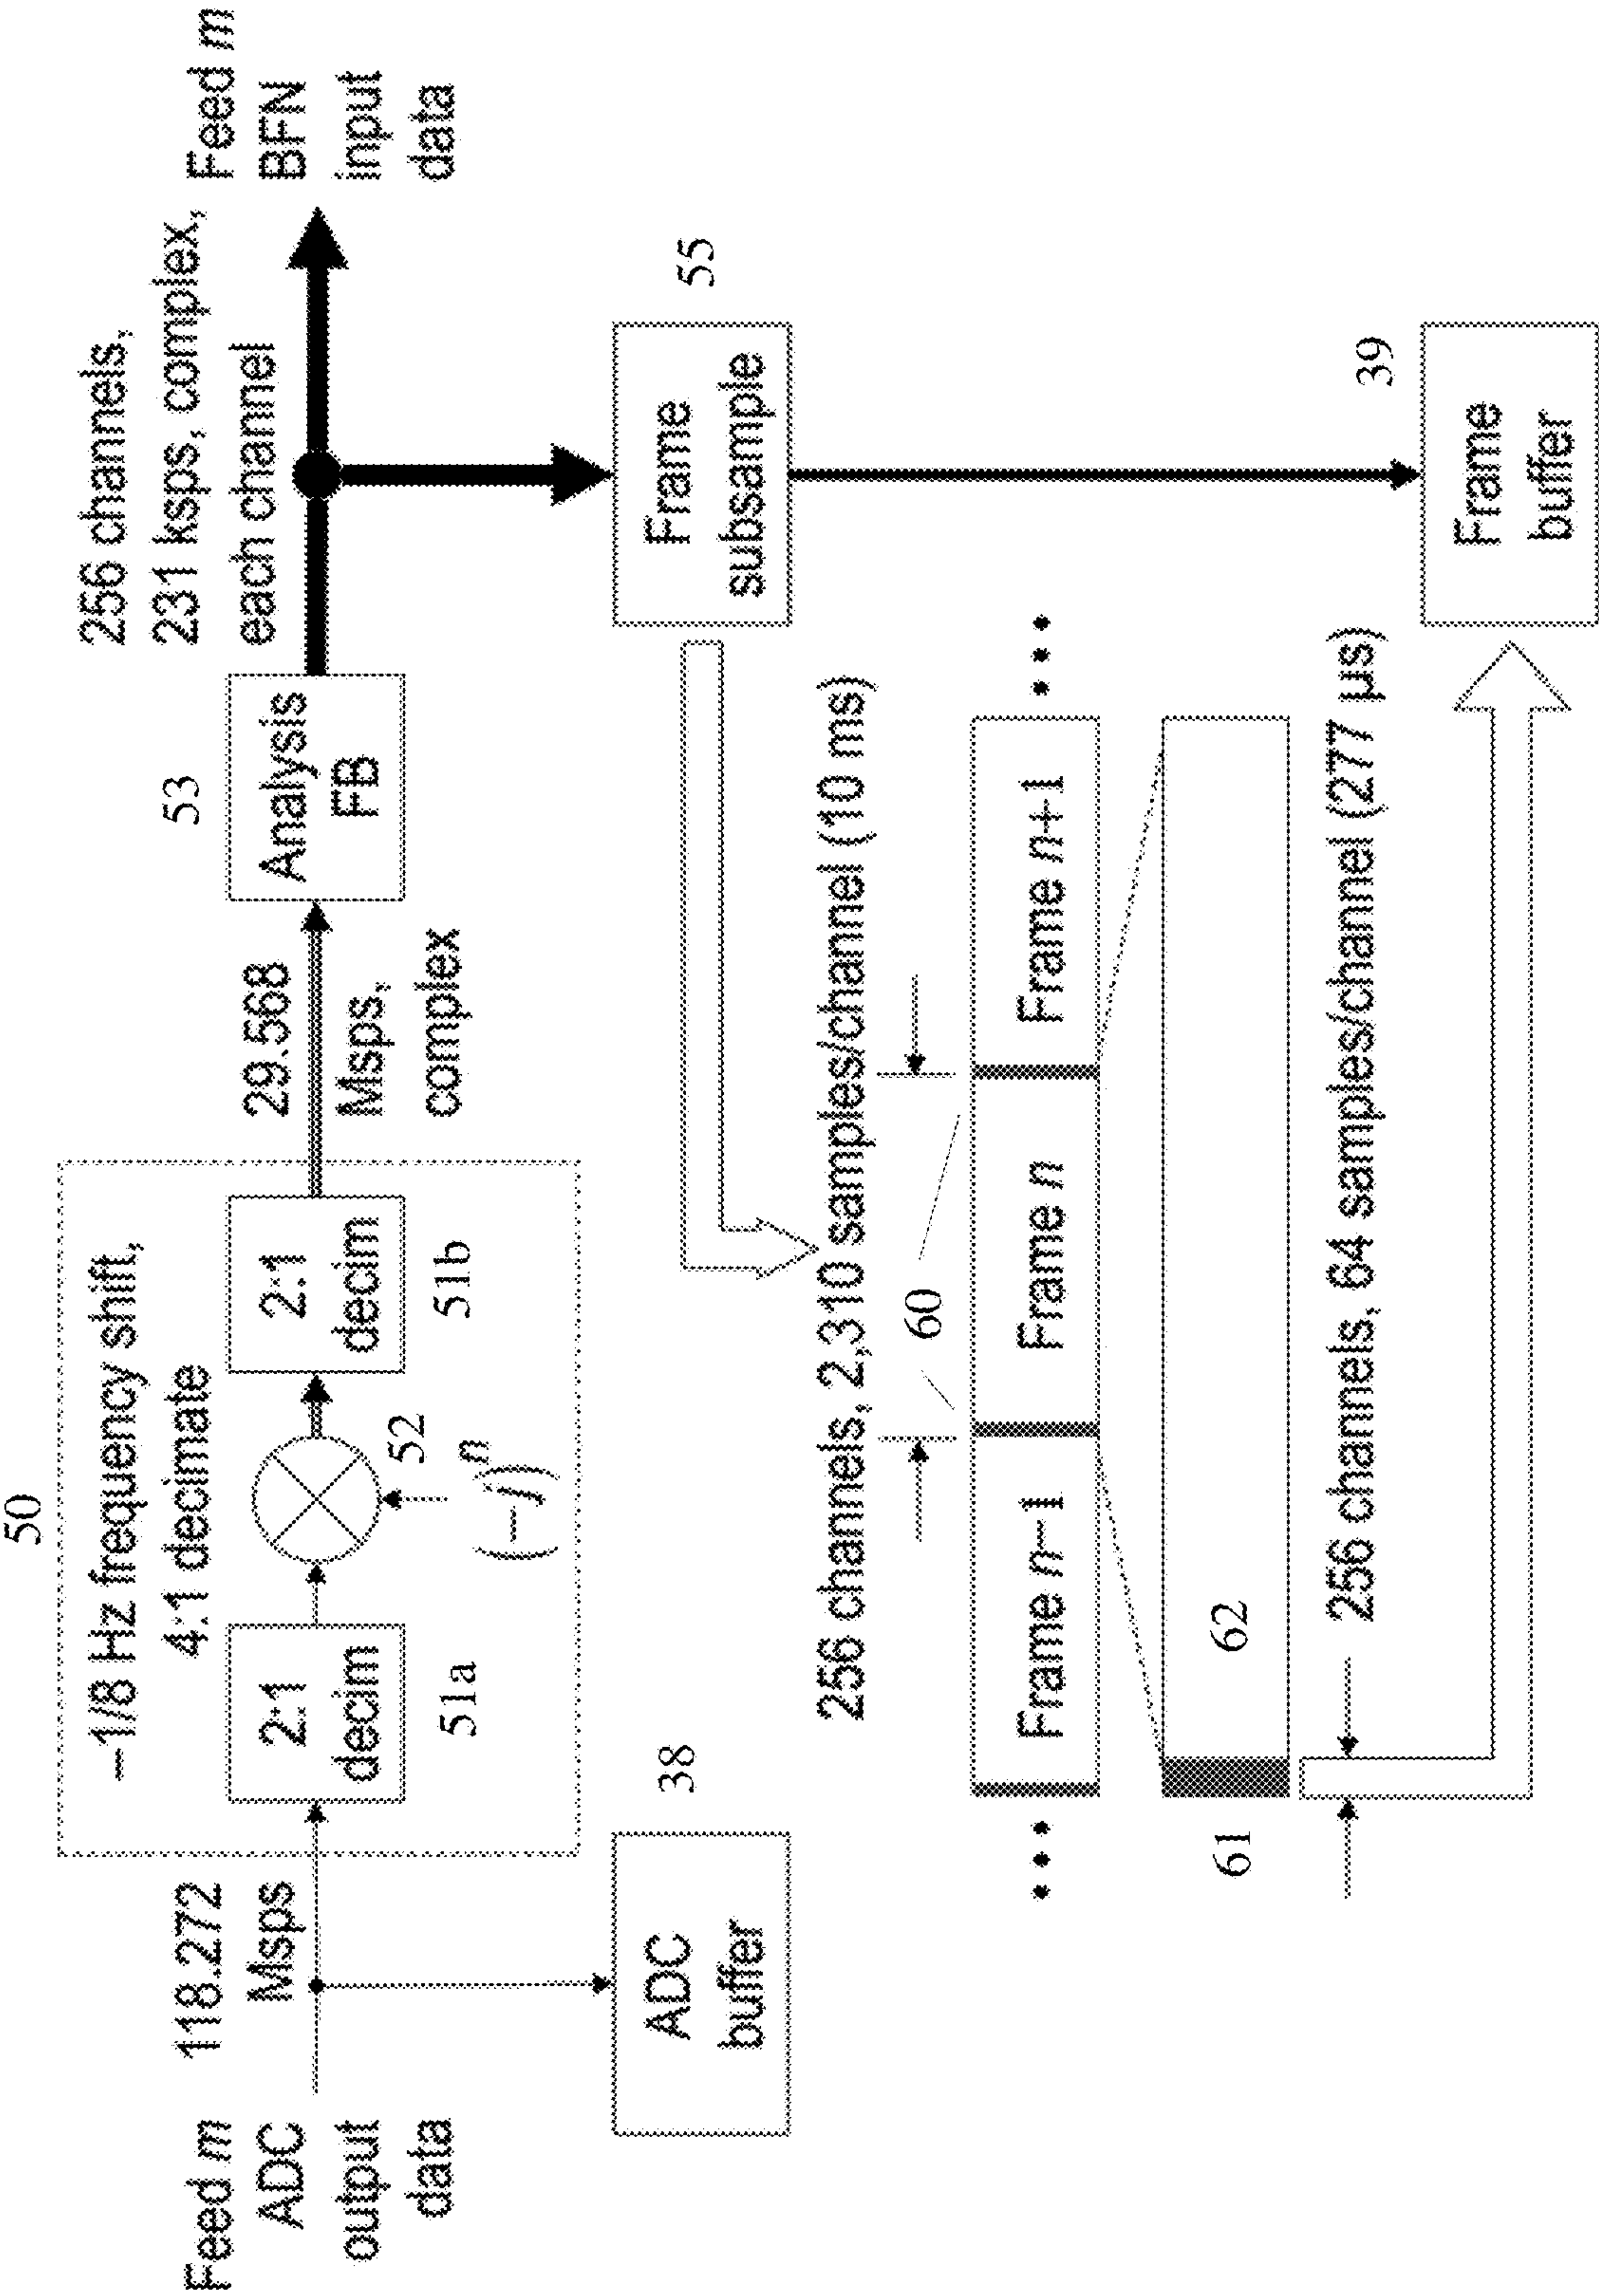 50
−1/8 Hz frequency shift,
4:1 decimate
Feed m
ADC
output
data
118.272
Msps
2:1
decim
51a
52
(−j)ⁿ
2:1
decim
51b
29.568
Msps,
complex
53
Analysis
FB
256 channels,
231 ksps, complex,
each channel
Feed m
BFN
input
data
38
ADC
buffer
55
Frame
subsample
256 channels, 2,310 samples/channel (10 ms)
60
•••
Frame n−1
Frame n
Frame n+1
•••
61
62
256 channels, 64 samples/channel (277 µs)
39
Frame
buffer